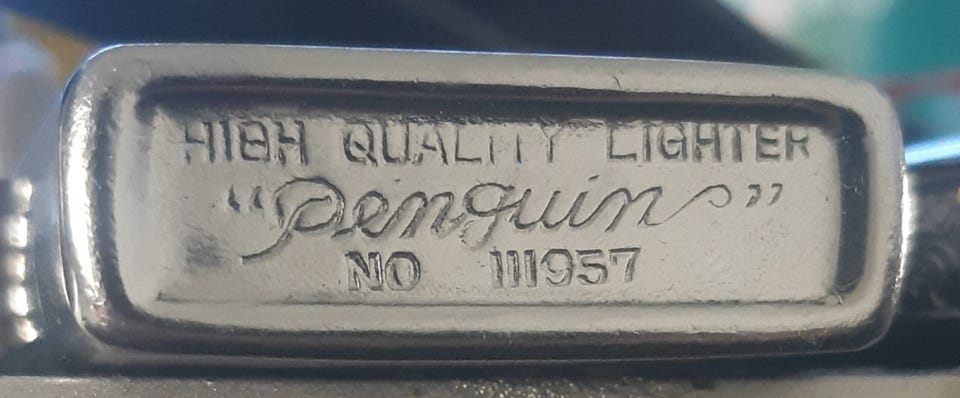 HIGH QUALITY LIGHTER
“Penguin”
NO 111957